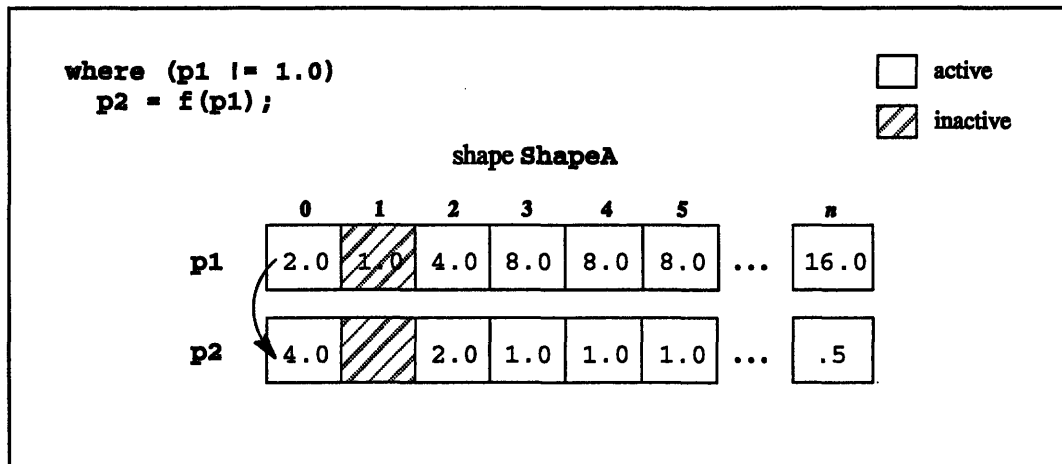 where (p1 != 1.0)
p2 = f(p1);
active
inactive
shape ShapeA
0 1 2 3 4 5 n
p1 2.0 1.0 4.0 8.0 8.0 8.0 ... 16.0
p2 4.0 2.0 1.0 1.0 1.0 ... .5